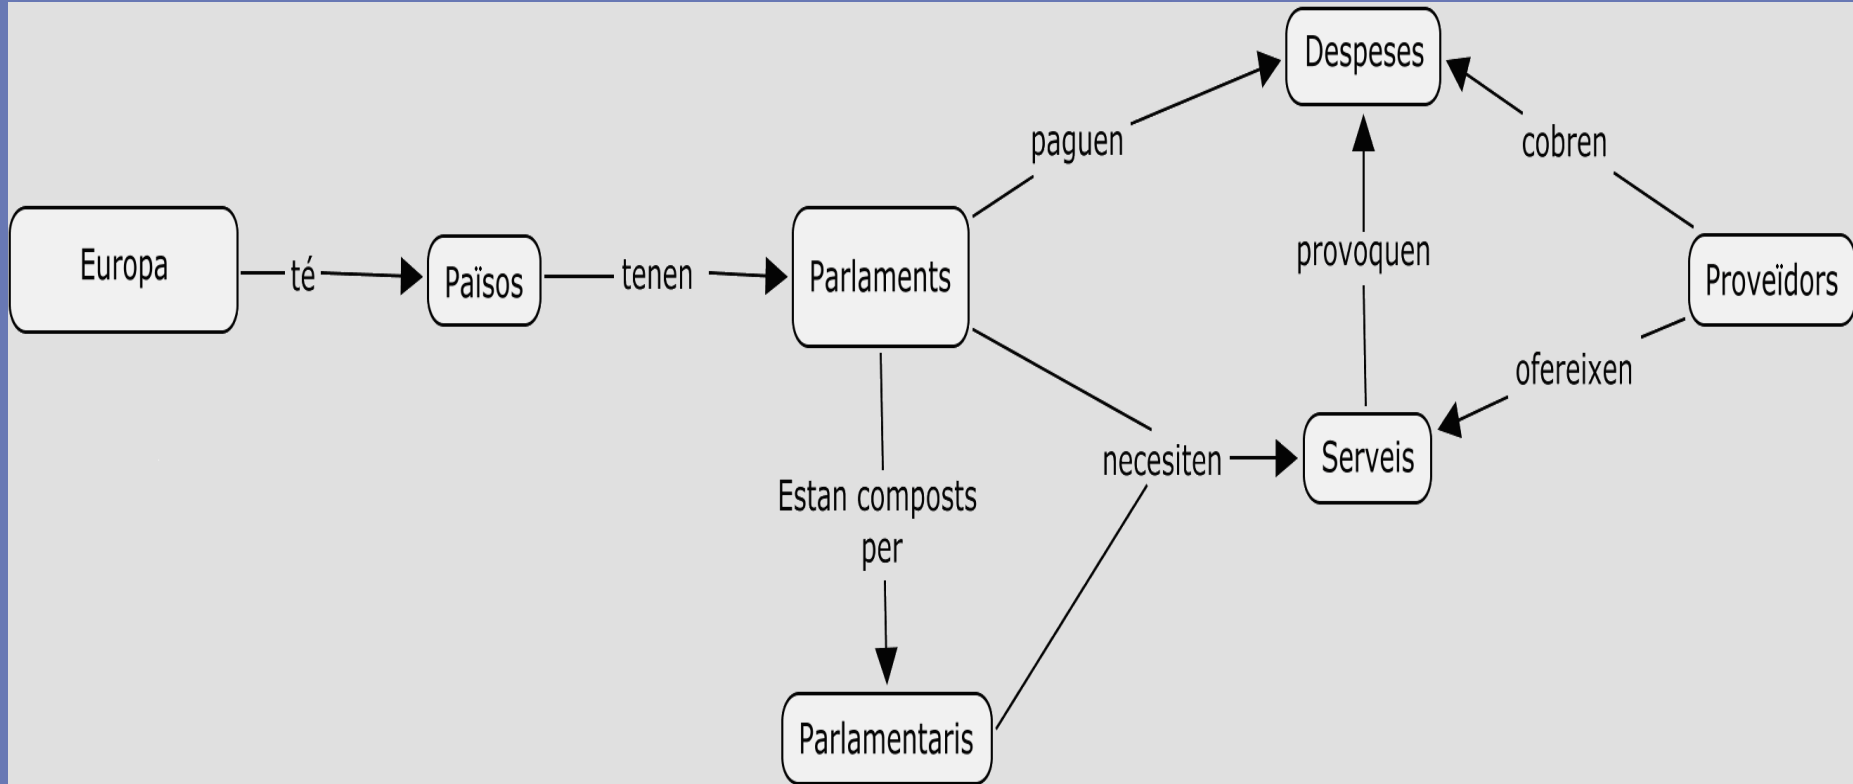 Despeses
paguen
cobren
Europa
té
Països
tenen
Parlaments
provoquen
Proveïdors
ofereixen
necesiten
Serveis
Estan composts
per
Parlamentaris